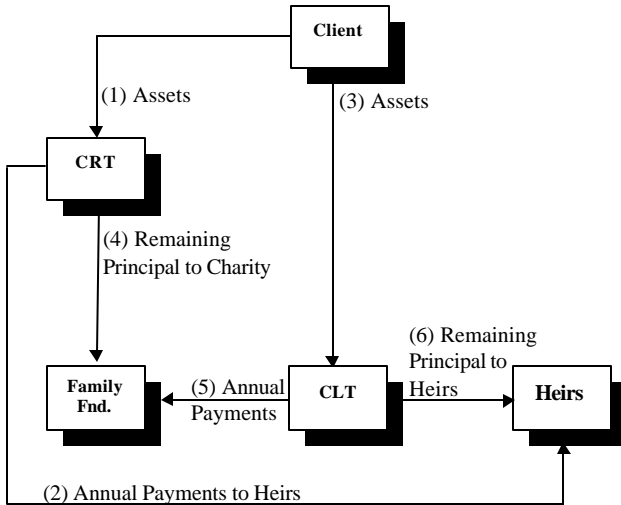 Client
(1) Assets
(3) Assets
CRT
(4) Remaining
Principal to Charity
(6) Remaining
Principal to
Heirs
Family
Fnd.
(5) Annual
Payments
CLT
Heirs
(2) Annual Payments to Heirs